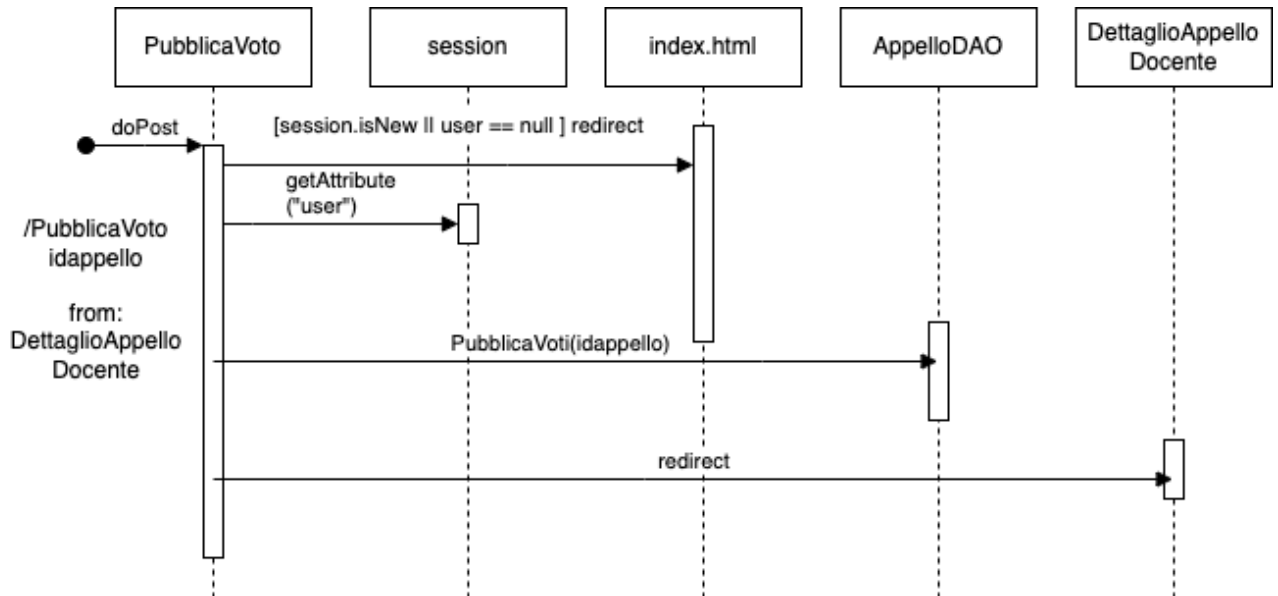 PubblicaVoto
session
index.html
AppelloDAO
DettaglioAppello
Docente
doPost
[session.isNew || user == null ] redirect
getAttribute
("user")
/PubblicaVoto
idappello
from:
DettaglioAppello
Docente
PubblicaVoti(idappello)
redirect